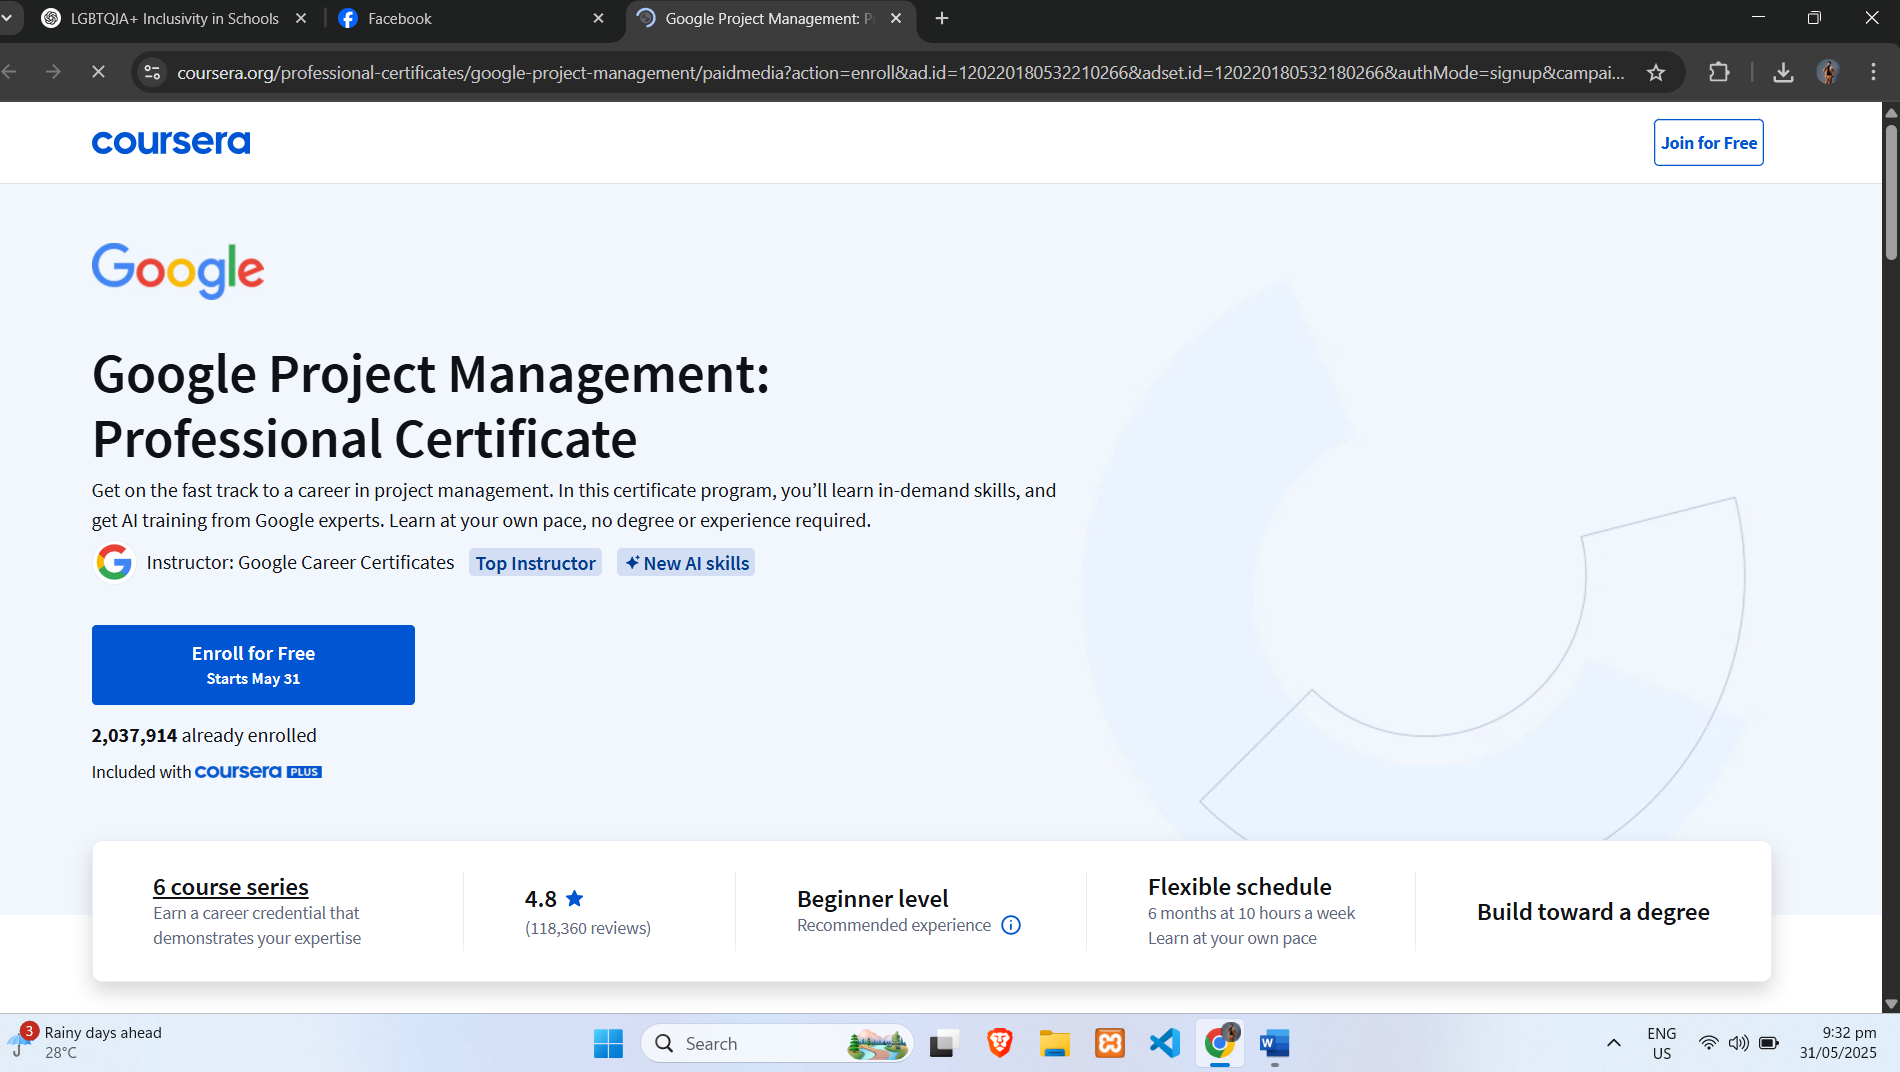 LGBTQIA+ Inclusivity in Schools
Facebook
Google Project Management:
coursera.org/professional-certificates/google-project-management/paidmedia?action=enroll&ad.id=120220180532210266&adset.id=120220180532180266&authMode=signup&campai...
coursera
Join for Free
Google
Google Project Management:
Professional Certificate
Get on the fast track to a career in project management. In this certificate program, you’ll learn in-demand skills, and
get AI training from Google experts. Learn at your own pace, no degree or experience required.
Instructor: Google Career Certificates
Top Instructor
New AI skills
Enroll for Free
Starts May 31
2,037,914 already enrolled
Included with coursera PLUS
6 course series
Earn a career credential that
demonstrates your expertise
4.8
(118,360 reviews)
Beginner level
Recommended experience
Flexible schedule
6 months at 10 hours a week
Learn at your own pace
Build toward a degree
3
Rainy days ahead
28°C
Search
ENG
US
9:32 pm
31/05/2025